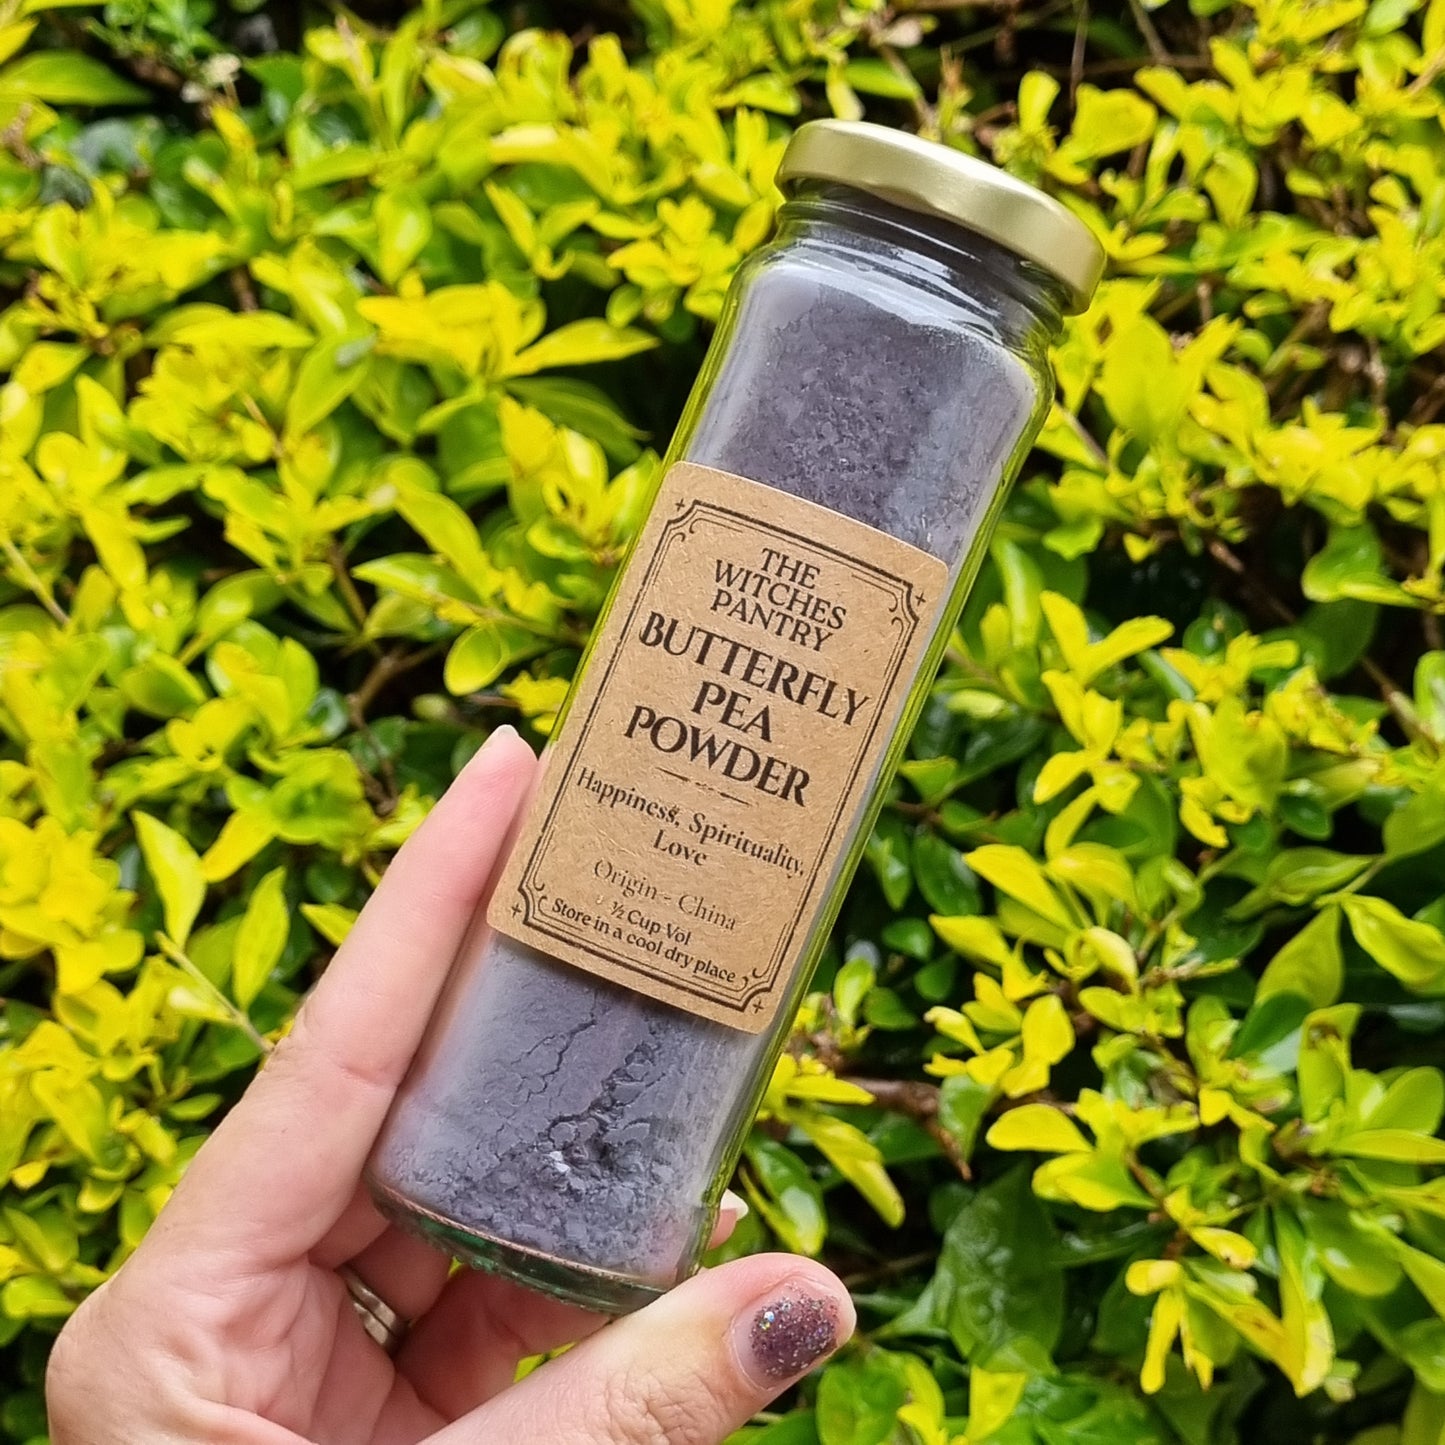 THE
WITCHES
PANTRY
BUTTERFLY
PEA
POWDER
Happiness, Spirituality,
Love
Origin - China
½ Cup Vol
Store in a cool dry place